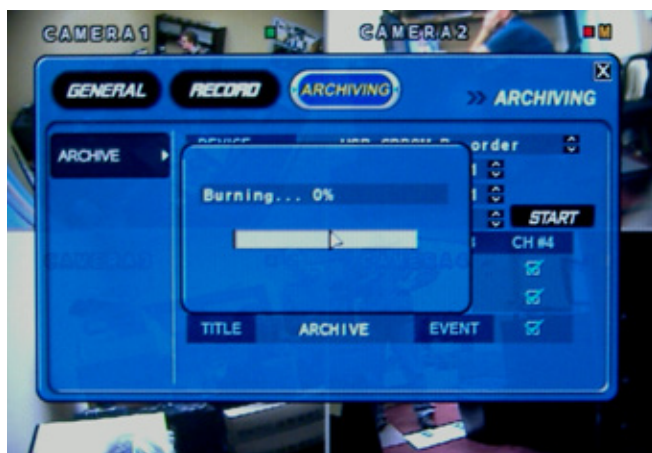 CAMERA1 CAMERA2 M
GENERAL RECORD ARCHIVING >> ARCHIVING X
ARCHIVE
order
Burning... 0%
START
CH #4
TITLE ARCHIVE EVENT